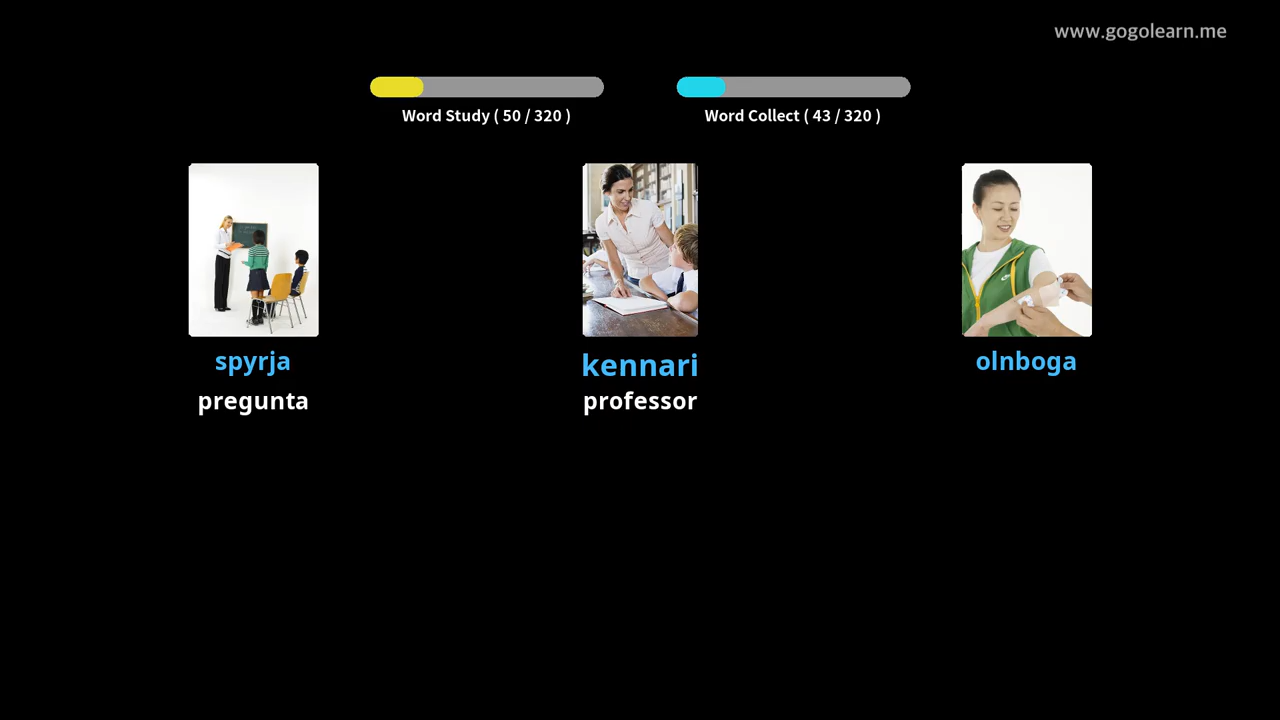 www.gogolearn.me
Word Study ( 50 / 320 )
Word Collect ( 43 / 320 )
spyrja
kennari
olnboga
pregunta
professor